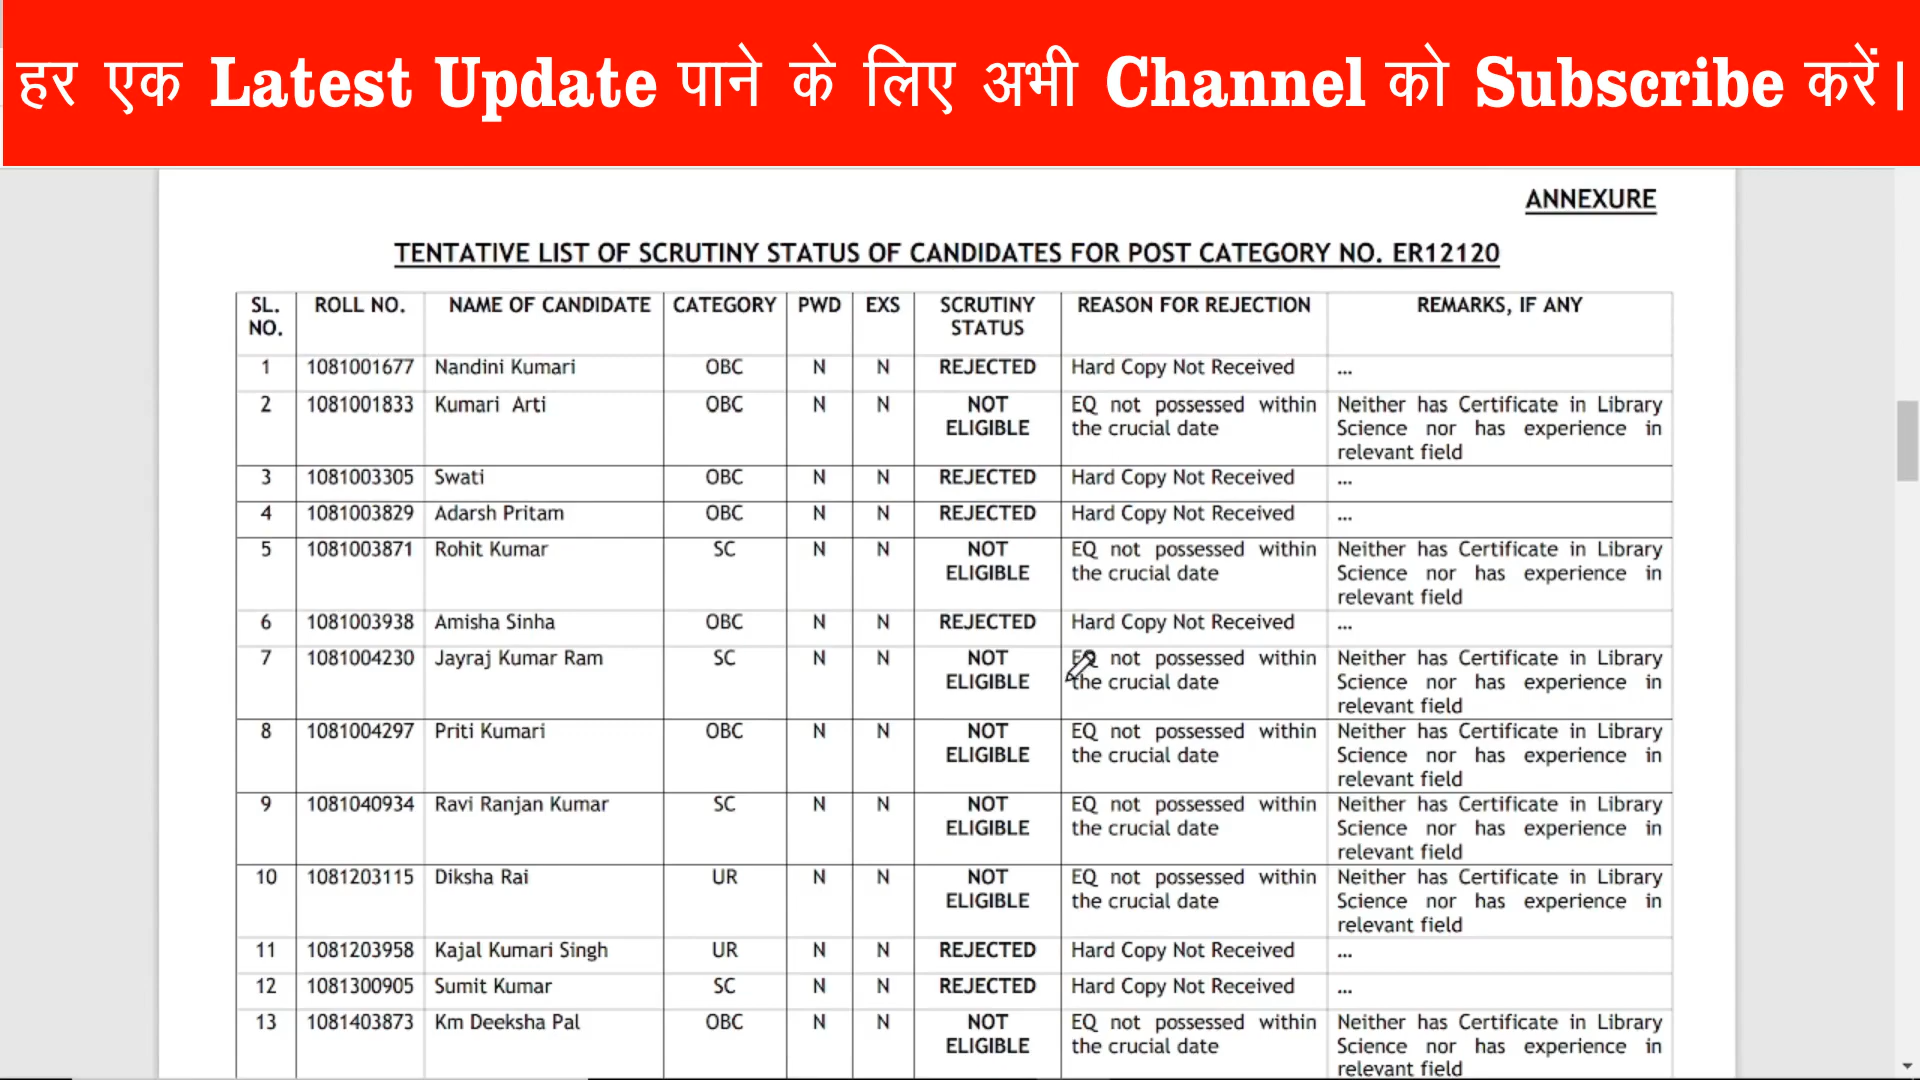 हर एक Latest Update पाने के लिए अभी Channel को Subscribe करें।
ANNEXURE
TENTATIVE LIST OF SCRUTINY STATUS OF CANDIDATES FOR POST CATEGORY NO. ER12120
SL. NO. ROLL NO. NAME OF CANDIDATE CATEGORY PWD EXS SCRUTINY STATUS REASON FOR REJECTION REMARKS, IF ANY
1 1081001677 Nandini Kumari OBC N N REJECTED Hard Copy Not Received ...
2 1081001833 Kumari Arti OBC N N NOT ELIGIBLE EQ not possessed within the crucial date Neither has Certificate in Library Science nor has experience in relevant field
3 1081003305 Swati OBC N N REJECTED Hard Copy Not Received ...
4 1081003829 Adarsh Pritam OBC N N REJECTED Hard Copy Not Received ...
5 1081003871 Rohit Kumar SC N N NOT ELIGIBLE EQ not possessed within the crucial date Neither has Certificate in Library Science nor has experience in relevant field
6 1081003938 Amisha Sinha OBC N N REJECTED Hard Copy Not Received ...
7 1081004230 Jayraj Kumar Ram SC N N NOT ELIGIBLE EQ not possessed within the crucial date Neither has Certificate in Library Science nor has experience in relevant field
8 1081004297 Priti Kumari OBC N N NOT ELIGIBLE EQ not possessed within the crucial date Neither has Certificate in Library Science nor has experience in relevant field
9 1081040934 Ravi Ranjan Kumar SC N N NOT ELIGIBLE EQ not possessed within the crucial date Neither has Certificate in Library Science nor has experience in relevant field
10 1081203115 Diksha Rai UR N N NOT ELIGIBLE EQ not possessed within the crucial date Neither has Certificate in Library Science nor has experience in relevant field
11 1081203958 Kajal Kumari Singh UR N N REJECTED Hard Copy Not Received ...
12 1081300905 Sumit Kumar SC N N REJECTED Hard Copy Not Received ...
13 1081403873 Km Deeksha Pal OBC N N NOT ELIGIBLE EQ not possessed within the crucial date Neither has Certificate in Library Science nor has experience in relevant field